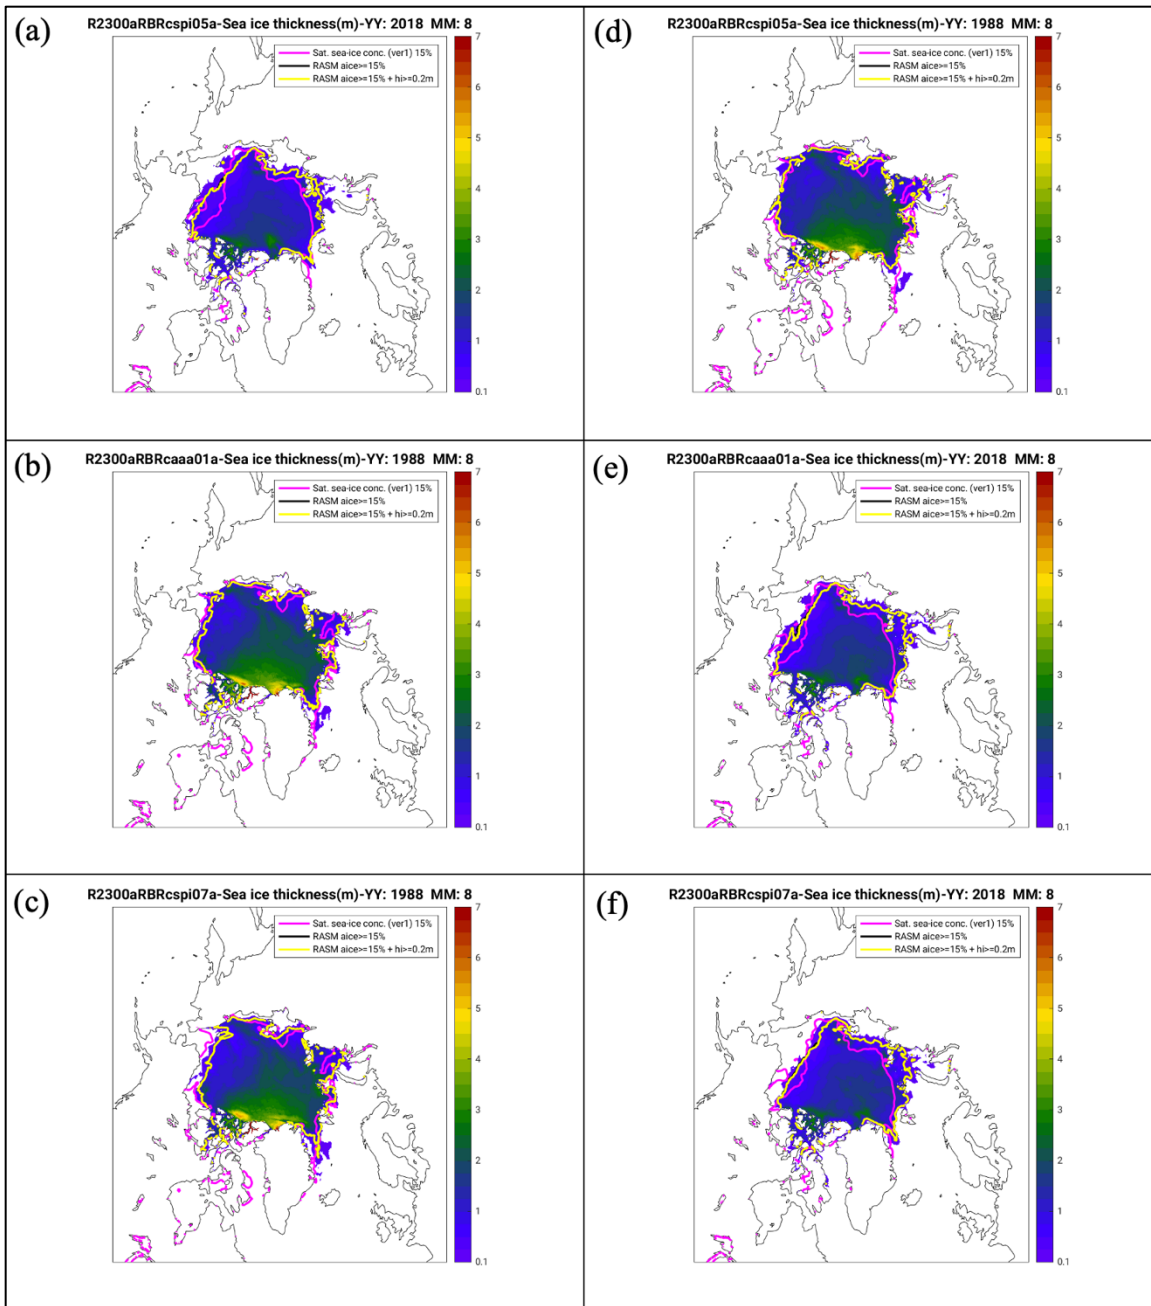 (a)
R2300aRBRcspi05a-Sea ice thickness(m)-YY: 2018 MM: 8
Sat. sea-ice conc. (ver1) 15%
RASM aice>=15%
RASM aice>=15% + hi>=0.2m
7
6
5
4
3
2
1
0.1
(d)
R2300aRBRcspi05a-Sea ice thickness(m)-YY: 1988 MM: 8
Sat. sea-ice conc. (ver1) 15%
RASM aice>=15%
RASM aice>=15% + hi>=0.2m
7
6
5
4
3
2
1
0.1
(b)
R2300aRBRcaaa01a-Sea ice thickness(m)-YY: 1988 MM: 8
Sat. sea-ice conc. (ver1) 15%
RASM aice>=15%
RASM aice>=15% + hi>=0.2m
7
6
5
4
3
2
1
0.1
(e)
R2300aRBRcaaa01a-Sea ice thickness(m)-YY: 2018 MM: 8
Sat. sea-ice conc. (ver1) 15%
RASM aice>=15%
RASM aice>=15% + hi>=0.2m
7
6
5
4
3
2
1
0.1
(c)
R2300aRBRcspi07a-Sea ice thickness(m)-YY: 1988 MM: 8
Sat. sea-ice conc. (ver1) 15%
RASM aice>=15%
RASM aice>=15% + hi>=0.2m
7
6
5
4
3
2
1
0.1
(f)
R2300aRBRcspi07a-Sea ice thickness(m)-YY: 2018 MM: 8
Sat. sea-ice conc. (ver1) 15%
RASM aice>=15%
RASM aice>=15% + hi>=0.2m
7
6
5
4
3
2
1
0.1